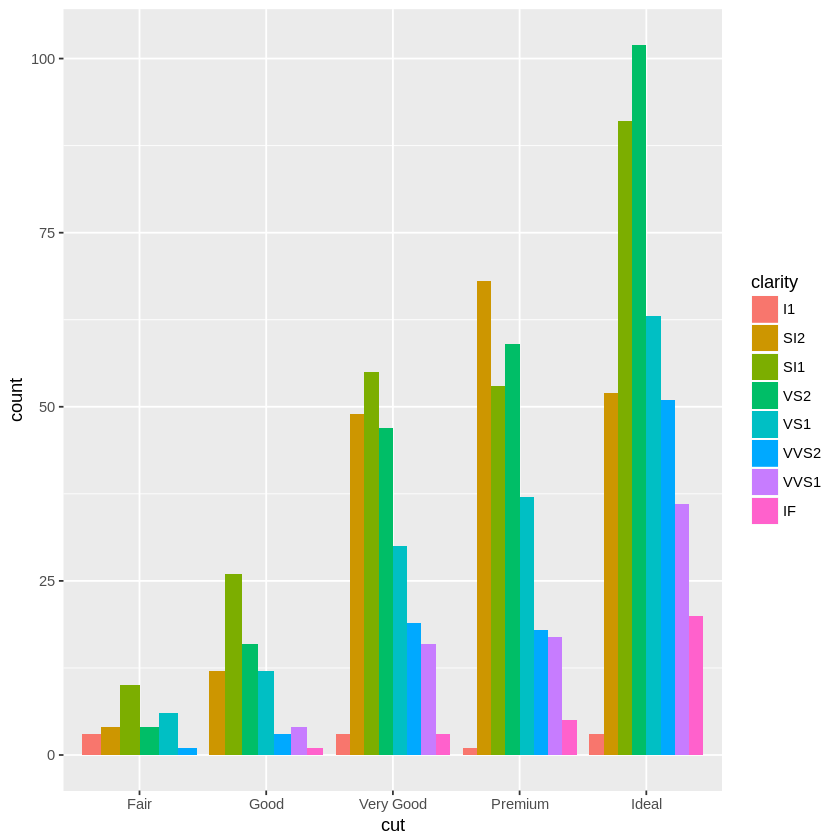 100
75
50
25
0
count
Fair
Good
Very Good
Premium
Ideal
cut
clarity
I1
SI2
SI1
VS2
VS1
VVS2
VVS1
IF